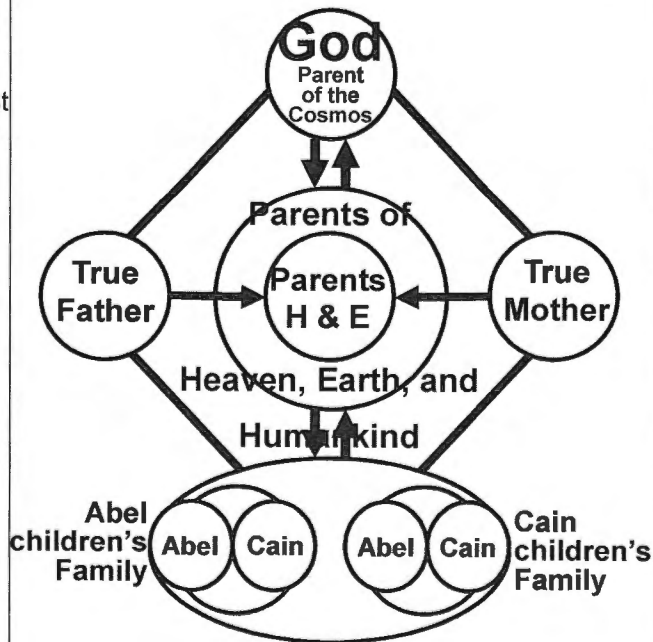 God
Parent
of the
Cosmos
Parents of
True
Father
Parents
H & E
True
Mother
Heaven, Earth, and
Humankind
Abel
children's
Family
Abel
Cain
Abel
Cain
Cain
children's
Family